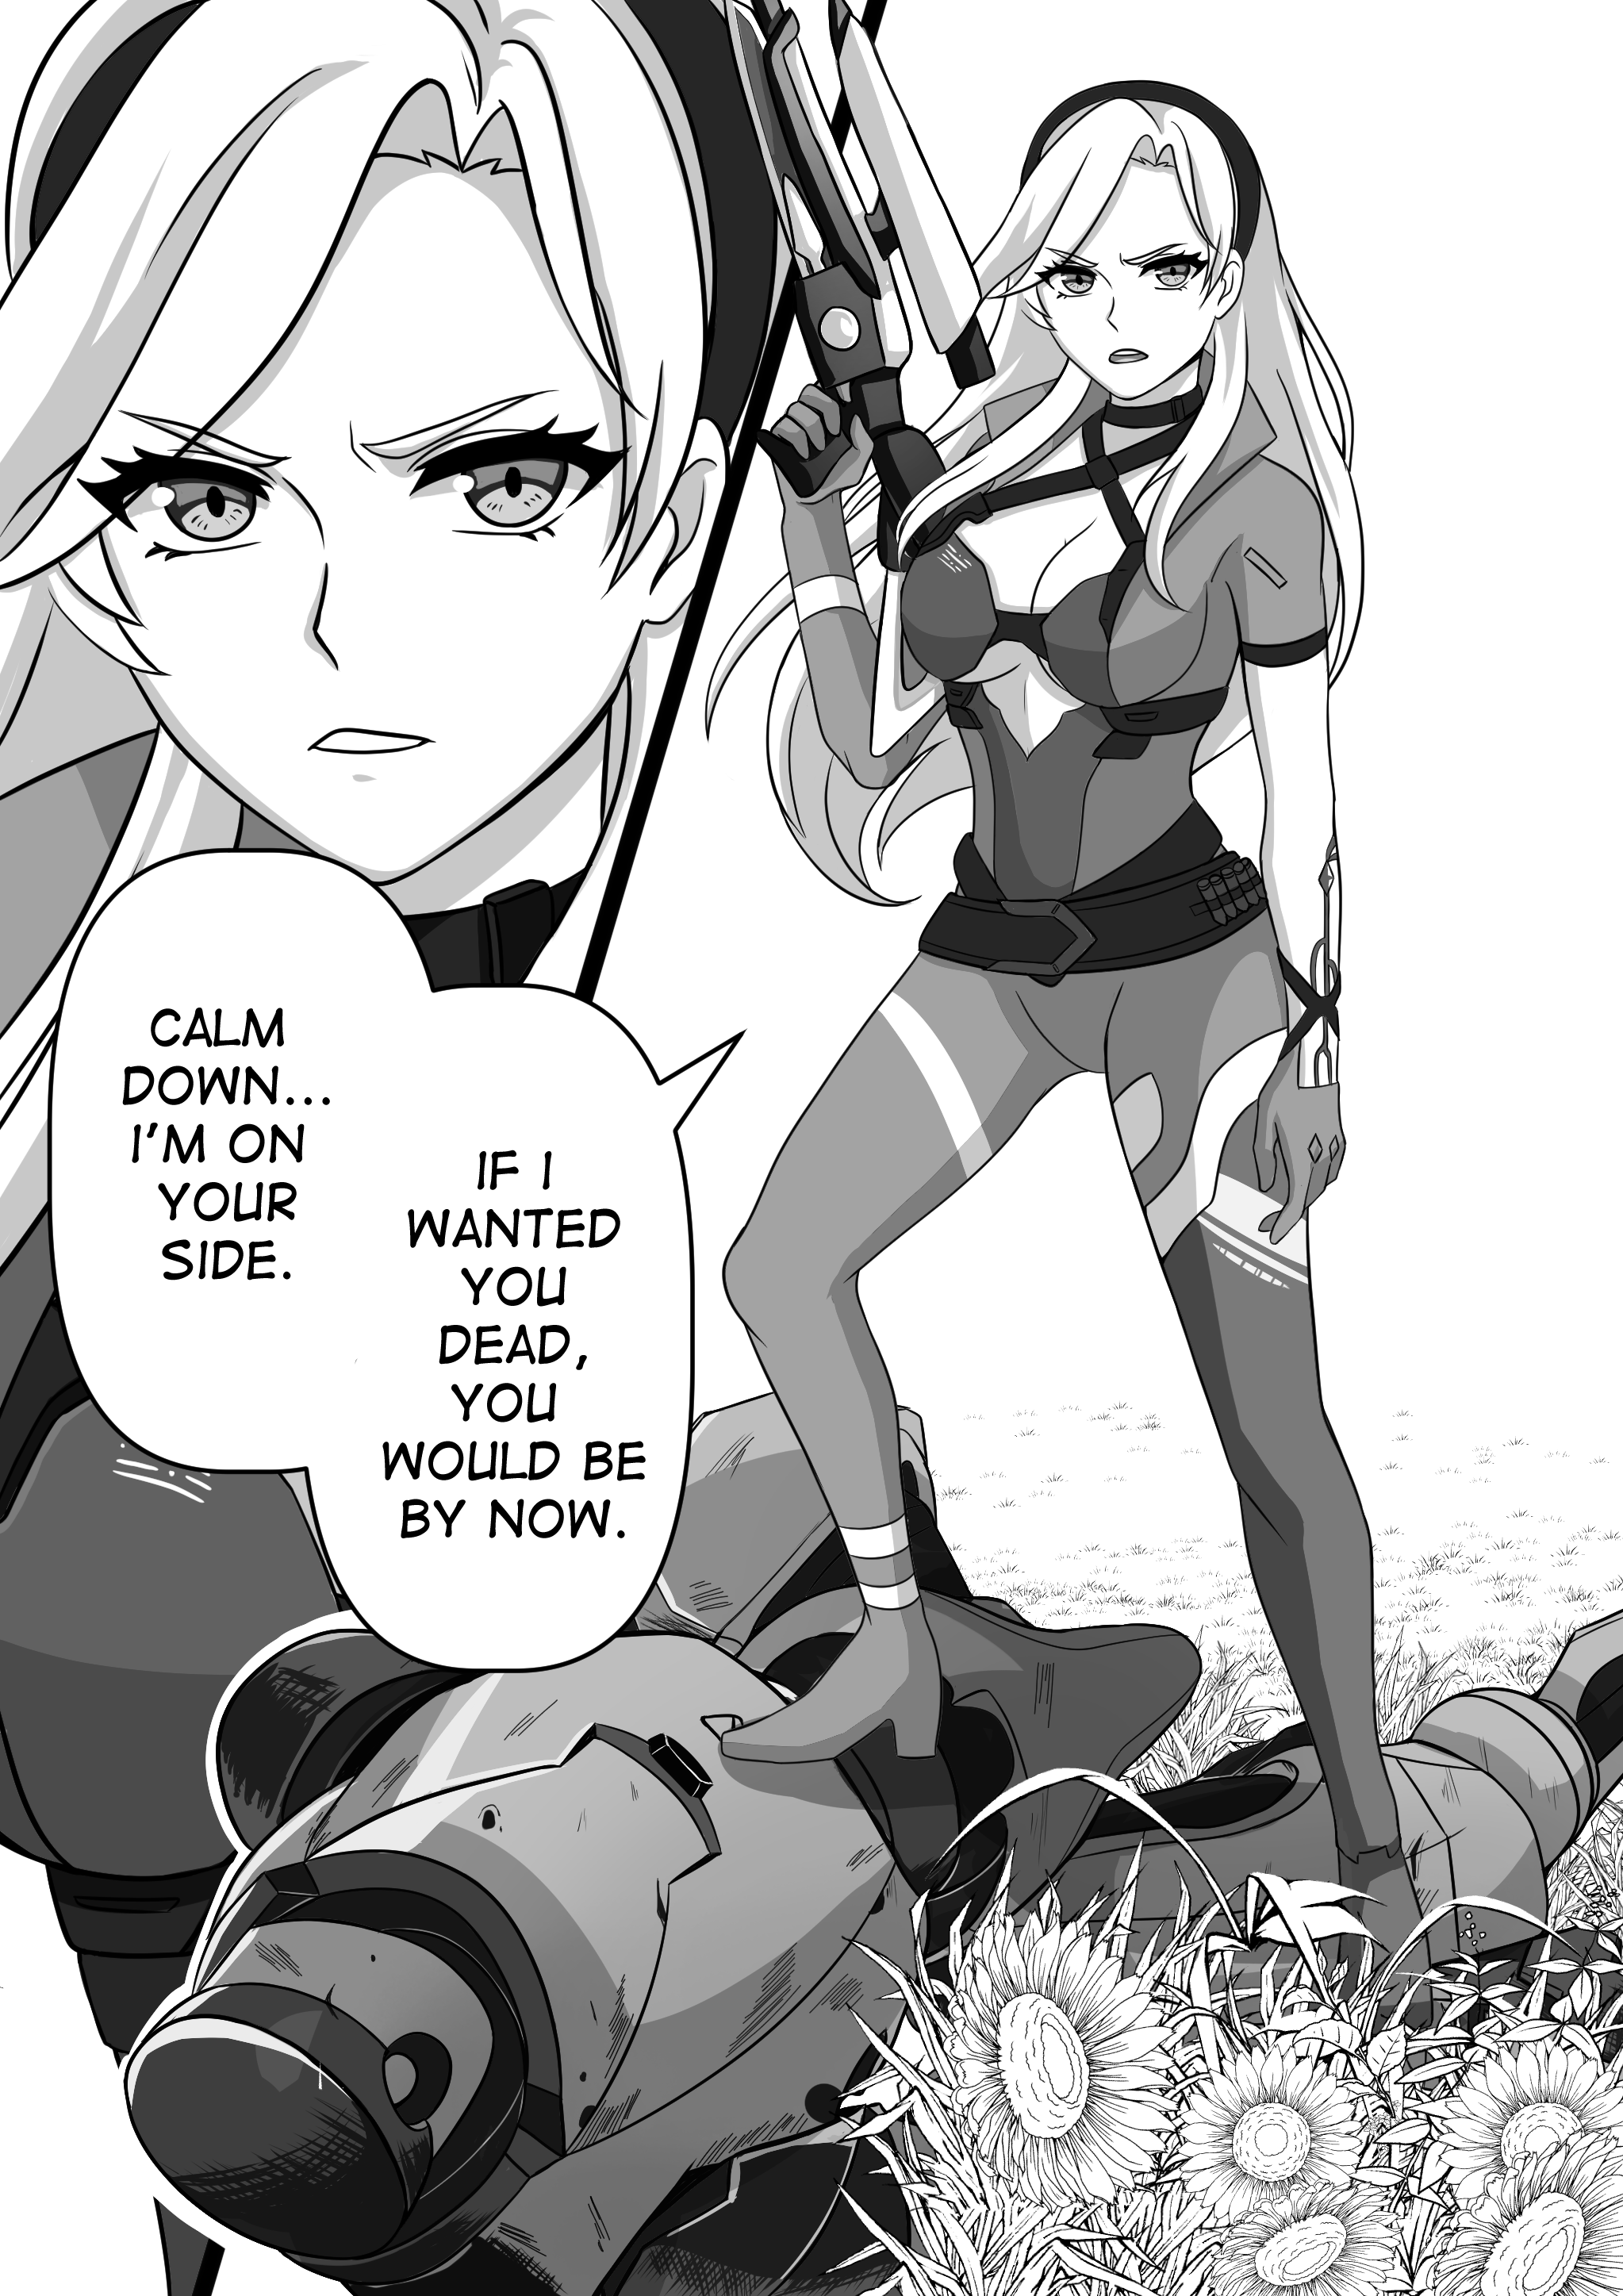 CALM
DOWN...
I'M ON
YOUR
SIDE.
IF I
WANTED
YOU
DEAD,
YOU
WOULD BE
BY NOW.